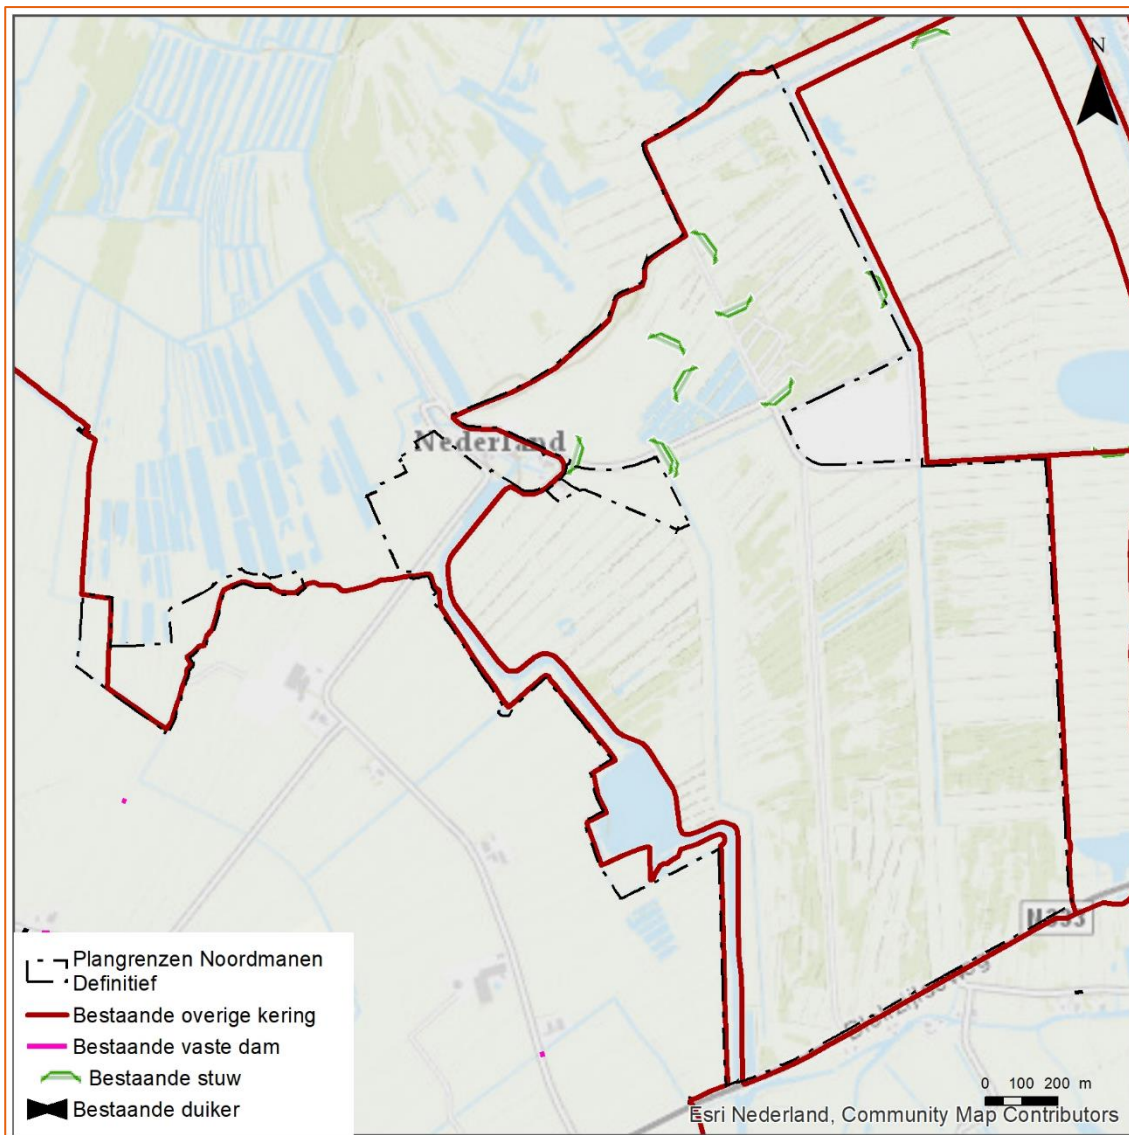 N
Nederland
N333
Plangrenzen Noordmanen
Definitief
Bestaande overige kering
Bestaande vaste dam
Bestaande stuw
Bestaande duiker
0 100 200 m
Esri Nederland, Community Map Contributors